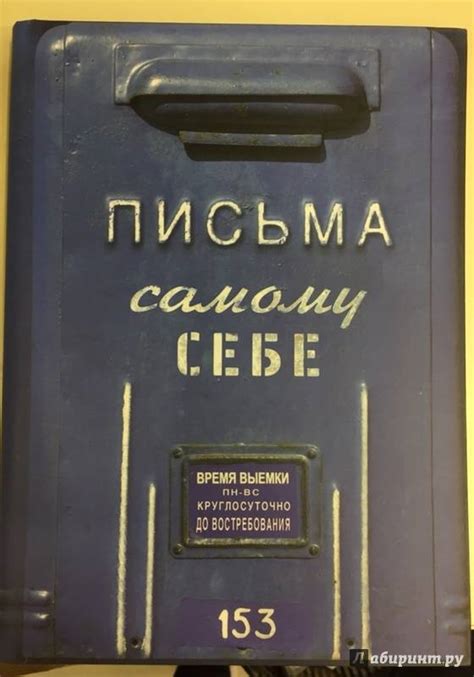 ПИСЬМА
самому
СЕБЕ
ВРЕМЯ ВЫЕМКИ
ПН-ВС
КРУГЛОСУТОЧНО
ДО ВОСТРЕБОВАНИЯ
153
Лабиринт.ру